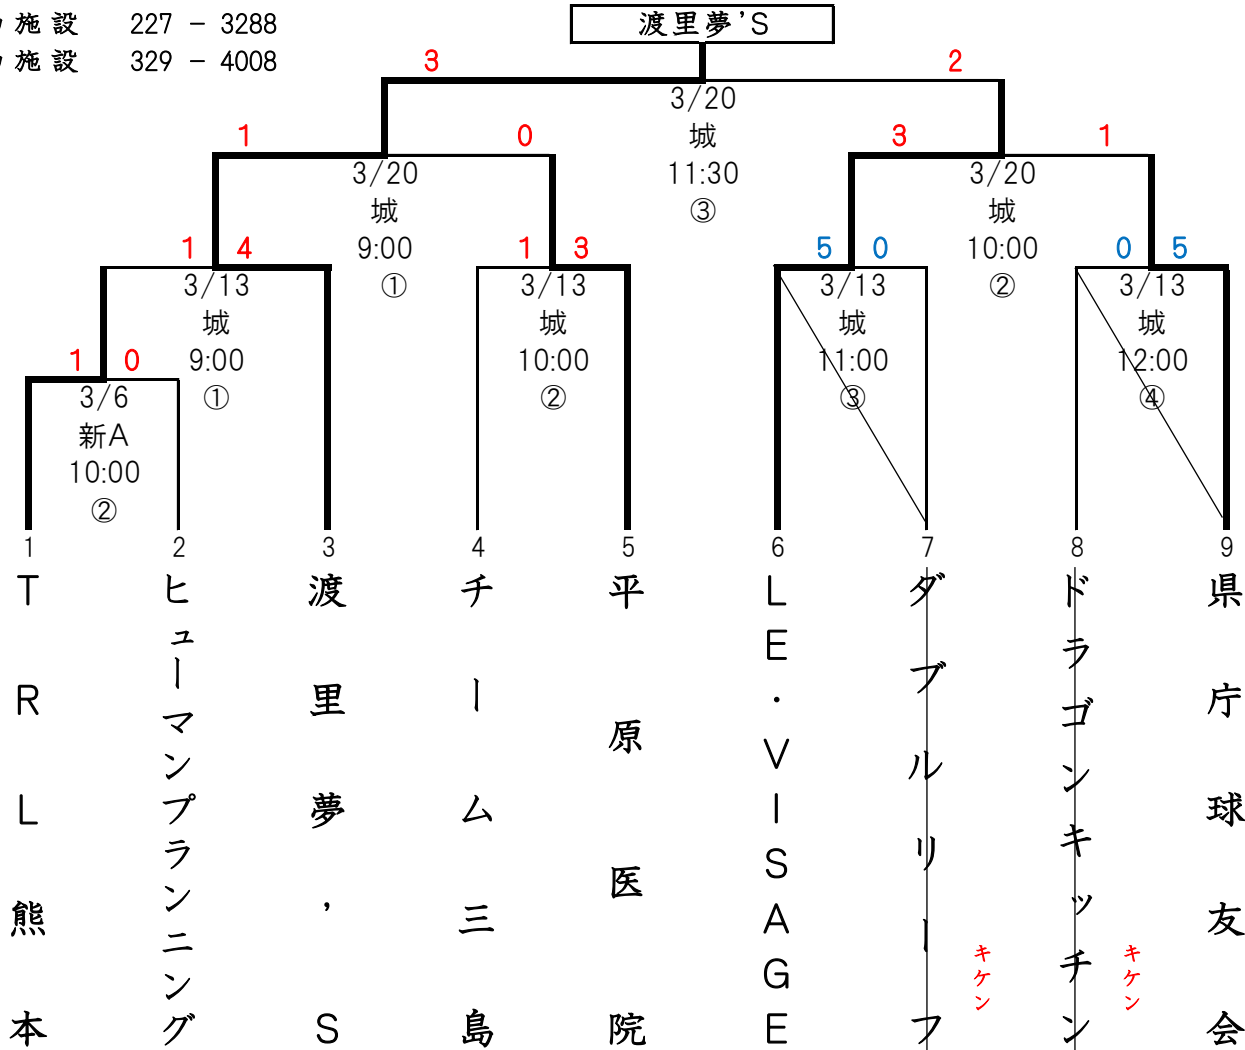 施設 227 - 3288
施設 329 - 4008
渡里夢'S
3 2
3/20
城
11:30
③
1 0
3/20
城
9:00
①
3 1
3/20
城
10:00
②
1 4
3/13
城
9:00
①
1 3
3/13
城
10:00
②
5 0
3/13
城
11:00
③
0 5
3/13
城
12:00
④
1 0
3/6
新A
10:00
②
1 2 3 4 5 6 7 8 9
TRL熊本
ヒューマンプランニング
渡里夢'S
チーム三島
平原医院
LE・VISAGE
ダブルリーフ
キケン
ドラゴンキッチン
キケン
県庁球友会